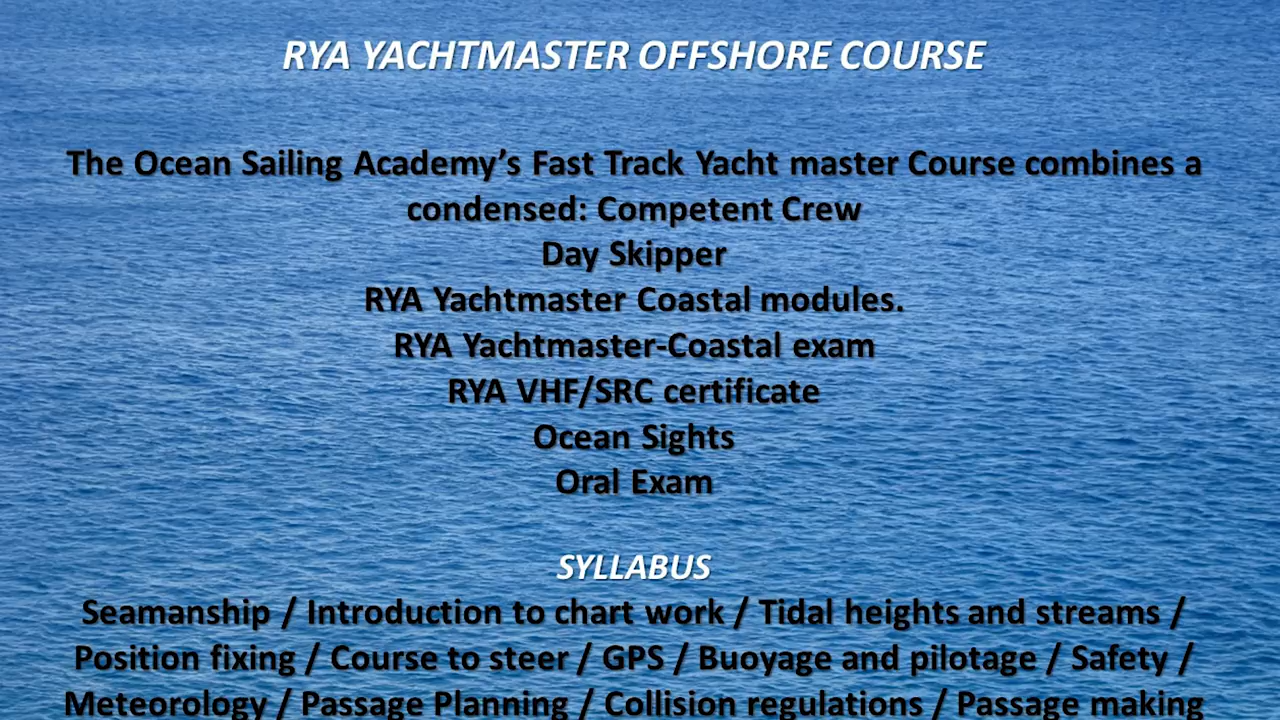 RYA YACHTMASTER OFFSHORE COURSE
The Ocean Sailing Academy’s Fast Track Yacht master Course combines a
condensed: Competent Crew
Day Skipper
RYA Yachtmaster Coastal modules.
RYA Yachtmaster-Coastal exam
RYA VHF/SRC certificate
Ocean Sights
Oral Exam
SYLLABUS
Seamanship / Introduction to chart work / Tidal heights and streams /
Position fixing / Course to steer / GPS / Buoyage and pilotage / Safety /
Meteorology / Passage Planning / Collision regulations / Passage making